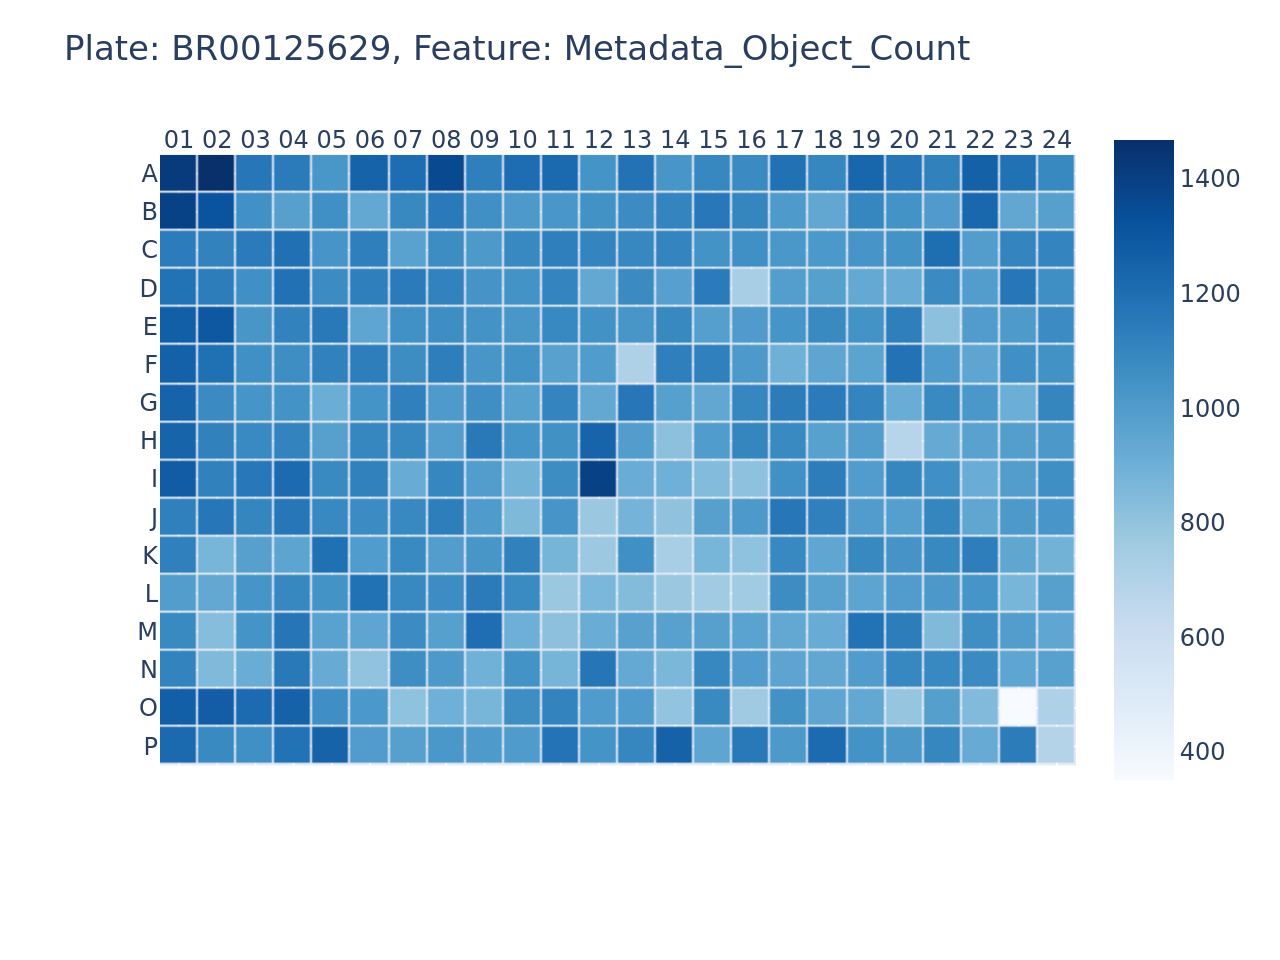 Plate: BR00125629, Feature: Metadata_Object_Count
01 02 03 04 05 06 07 08 09 10 11 12 13 14 15 16 17 18 19 20 21 22 23 24
A
B
C
D
E
F
G
H
I
J
K
L
M
N
O
P
1400
1200
1000
800
600
400